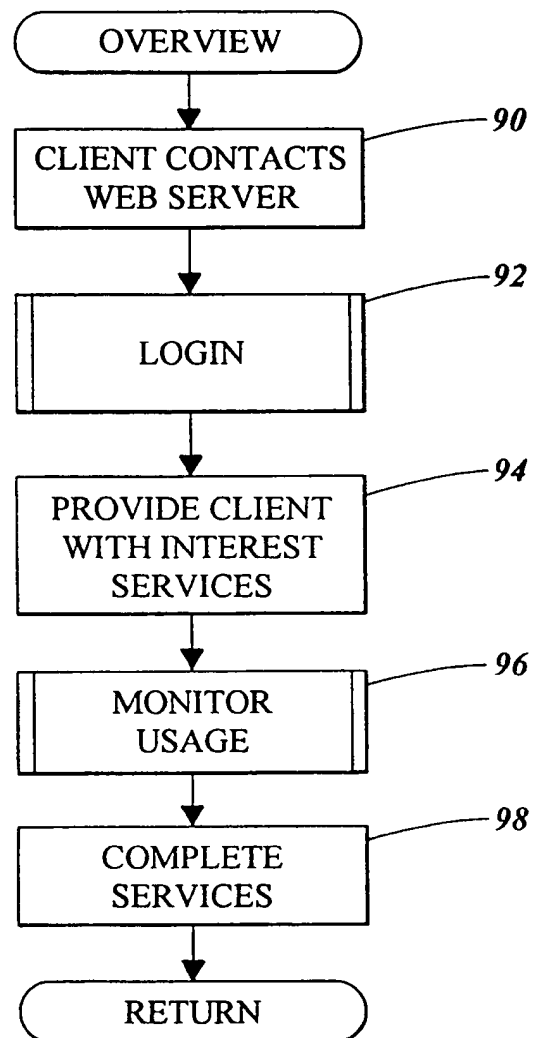 OVERVIEW
90
CLIENT CONTACTS
WEB SERVER
92
LOGIN
94
PROVIDE CLIENT
WITH INTEREST
SERVICES
96
MONITOR
USAGE
98
COMPLETE
SERVICES
RETURN